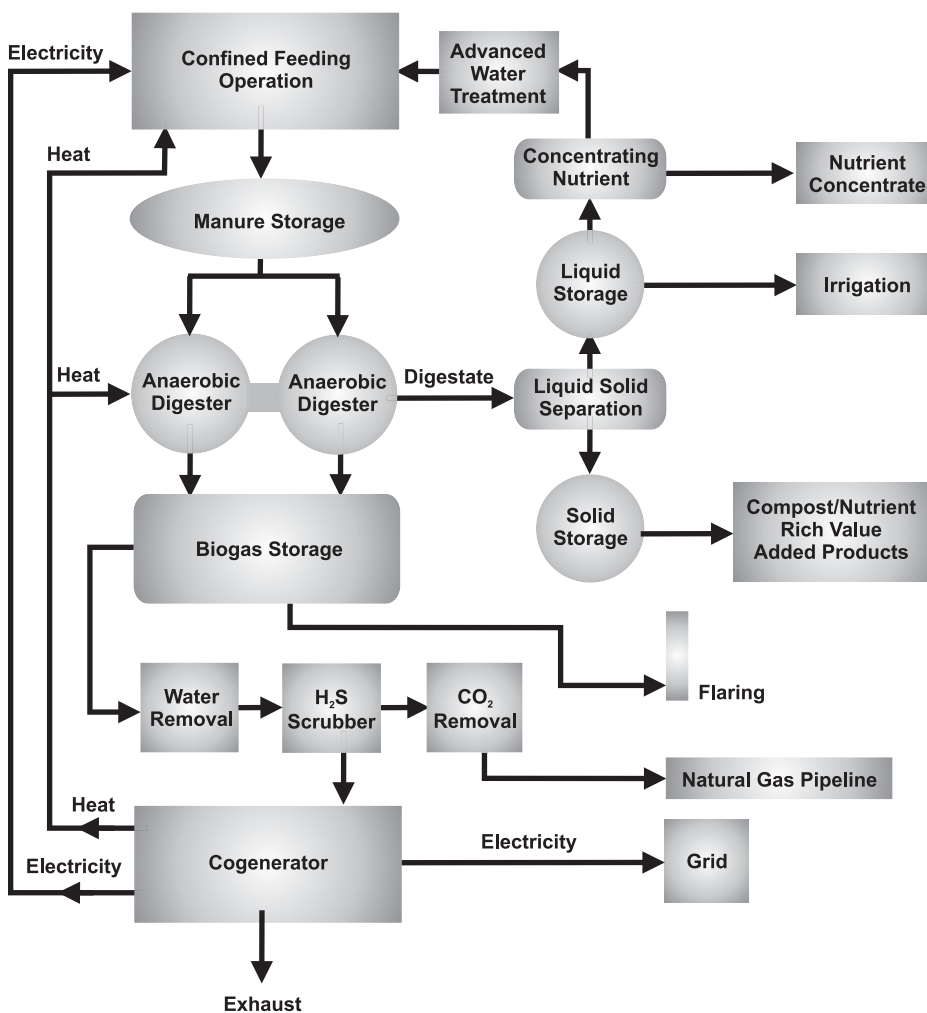 Electricity
Confined Feeding
Operation
Advanced
Water
Treatment
Heat
Concentrating
Nutrient
Nutrient
Concentrate
Manure Storage
Liquid
Storage
Irrigation
Heat
Anaerobic
Digester
Anaerobic
Digester
Digestate
Liquid Solid
Separation
Biogas Storage
Solid
Storage
Compost/Nutrient
Rich Value
Added Products
Flaring
Water
Removal
H₂S
Scrubber
CO₂
Removal
Natural Gas Pipeline
Heat
Electricity
Cogenerator
Electricity
Grid
Exhaust